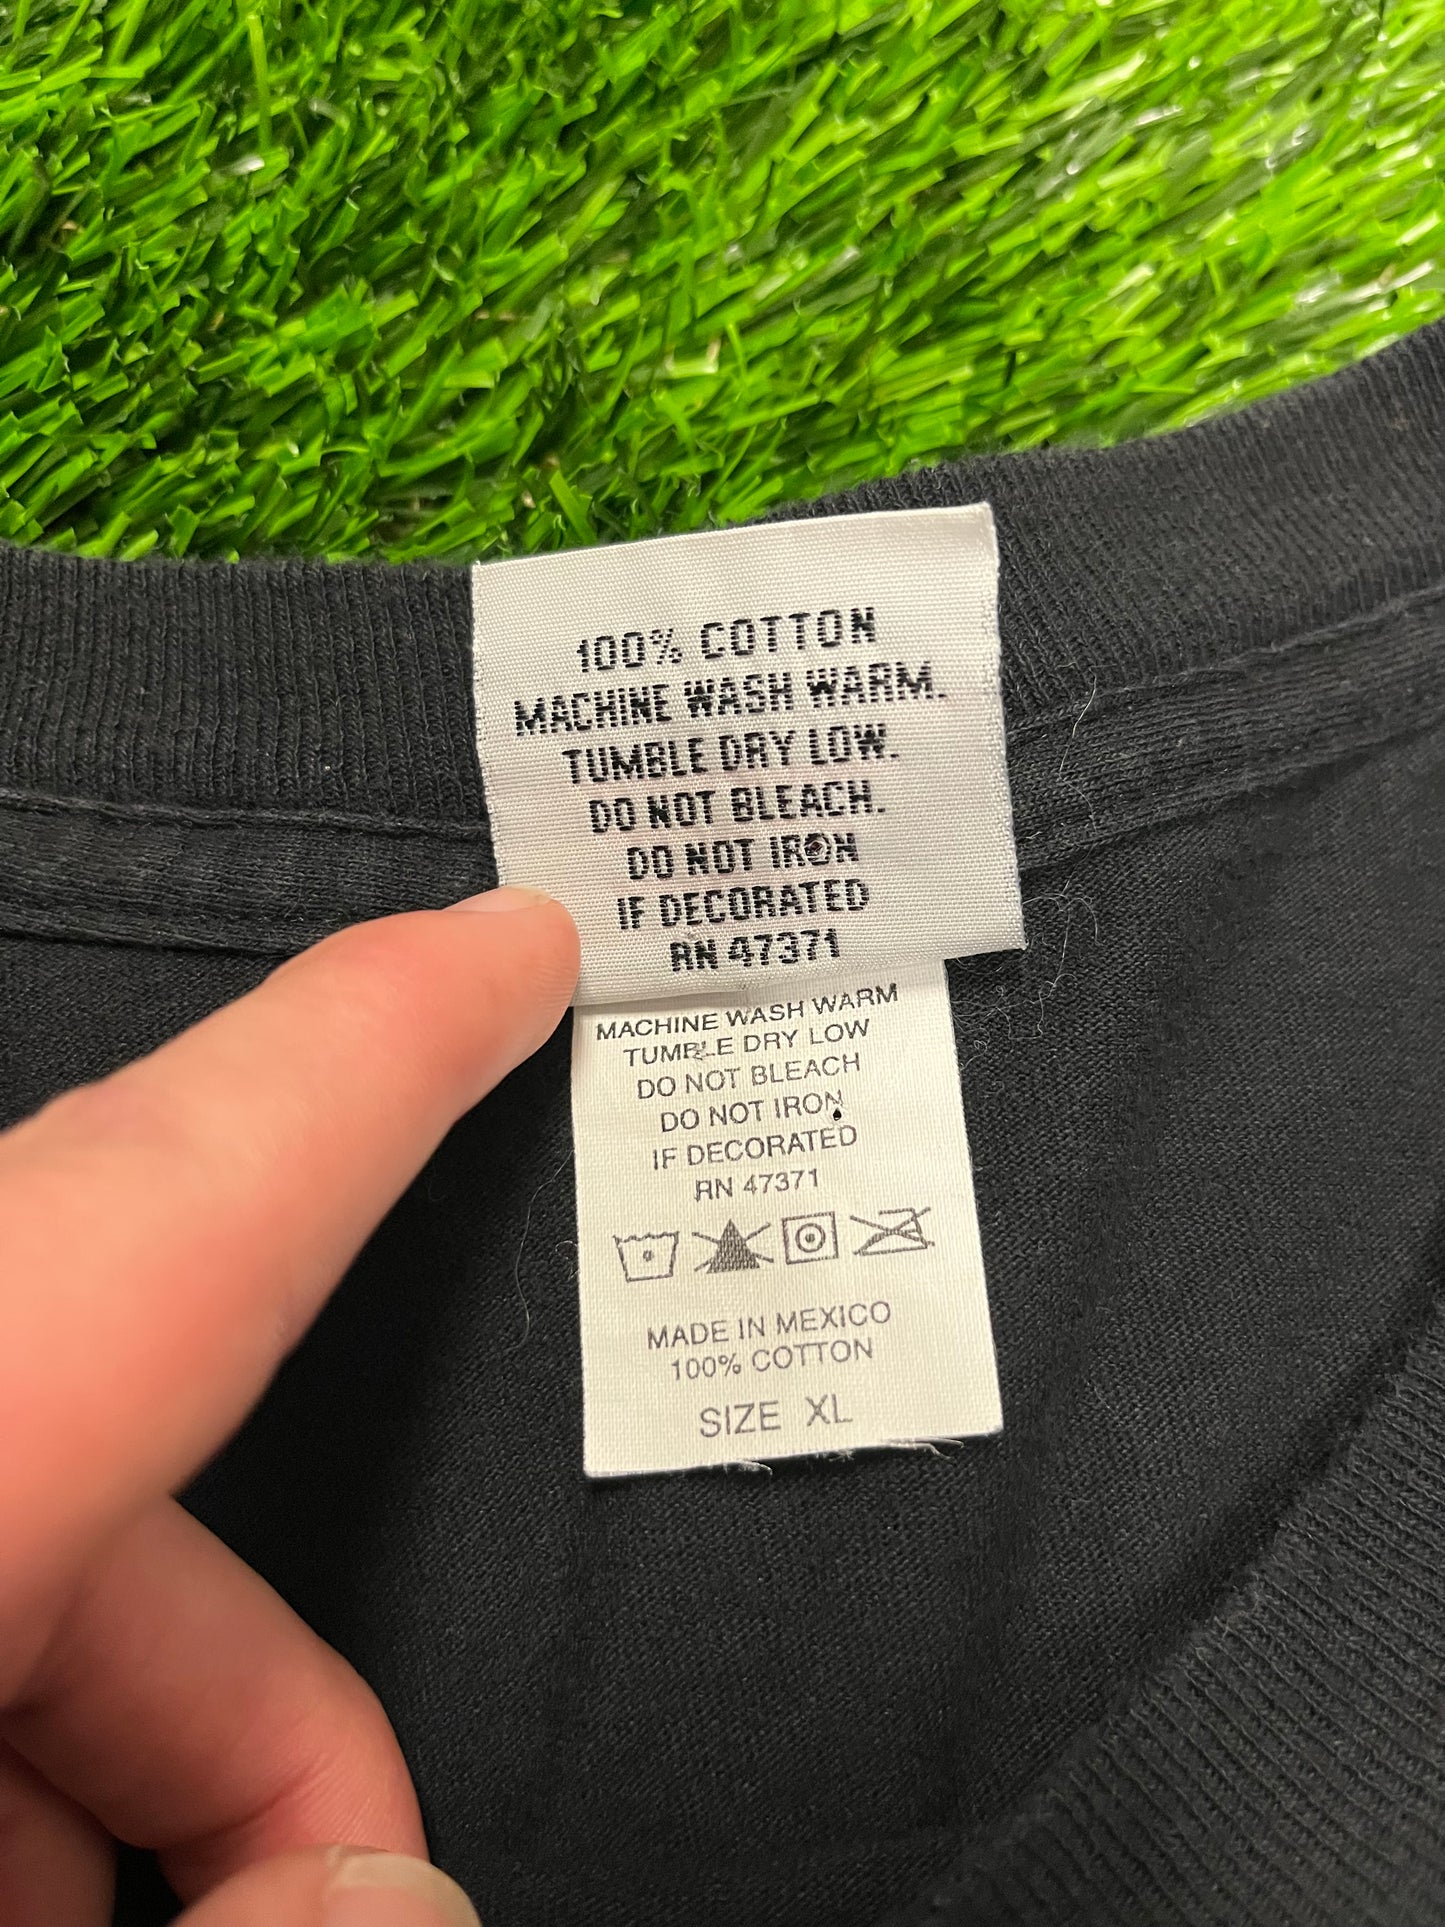 100% COTTON
MACHINE WASH WARM.
TUMBLE DRY LOW.
DO NOT BLEACH.
DO NOT IRON
IF DECORATED
RN 47371
MACHINE WASH WARM
TUMBLE DRY LOW
DO NOT BLEACH
DO NOT IRON
IF DECORATED
RN 47371
MADE IN MEXICO
100% COTTON
SIZE XL